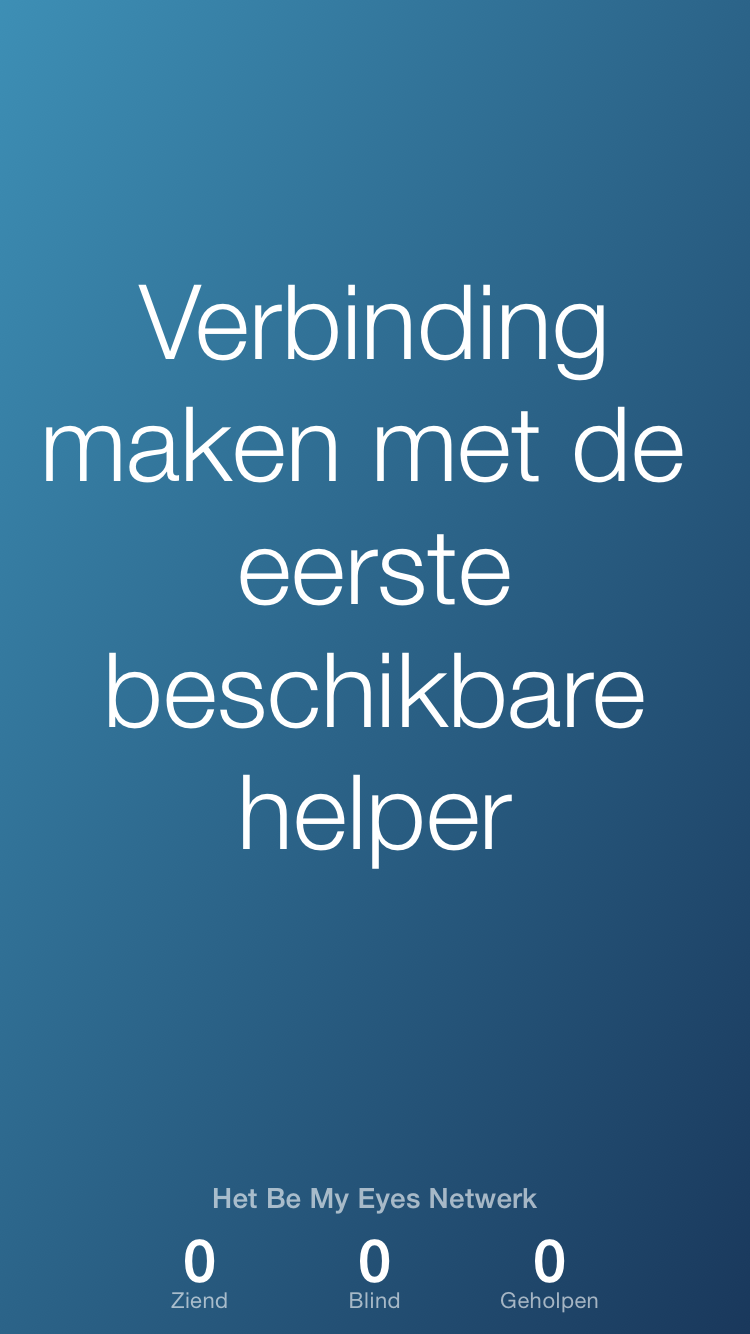 Verbinding
maken met de
eerste
beschikbare
helper
Het Be My Eyes Netwerk
0 0 0
Ziend Blind Geholpen